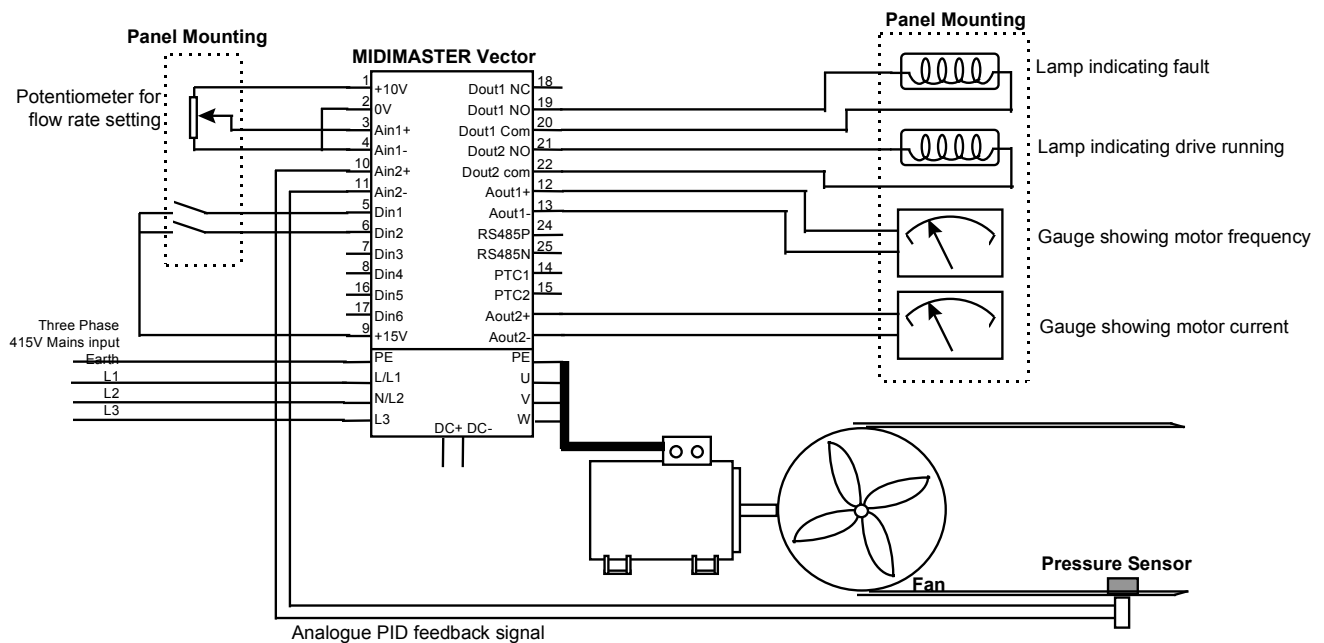 Panel Mounting
Panel Mounting
MIDIMASTER Vector
Potentiometer for
flow rate setting
1
+10V
2
0V
3
Ain1+
4
Ain1-
10
Ain2+
11
Ain2-
5
Din1
6
Din2
7
Din3
8
Din4
16
Din5
17
Din6
9
+15V
Dout1 NC
18
Dout1 NO
19
Dout1 Com
20
Dout2 NO
21
Dout2 com
22
Aout1+
12
Aout1-
13
RS485P
24
RS485N
25
PTC1
14
PTC2
15
Aout2+
Aout2-
Lamp indicating fault
Lamp indicating drive running
Gauge showing motor frequency
Gauge showing motor current
Three Phase
415V Mains input
Earth
L1
L2
L3
PE
L/L1
N/L2
L3
PE
U
V
W
DC+ DC-
Fan
Pressure Sensor
Analogue PID feedback signal